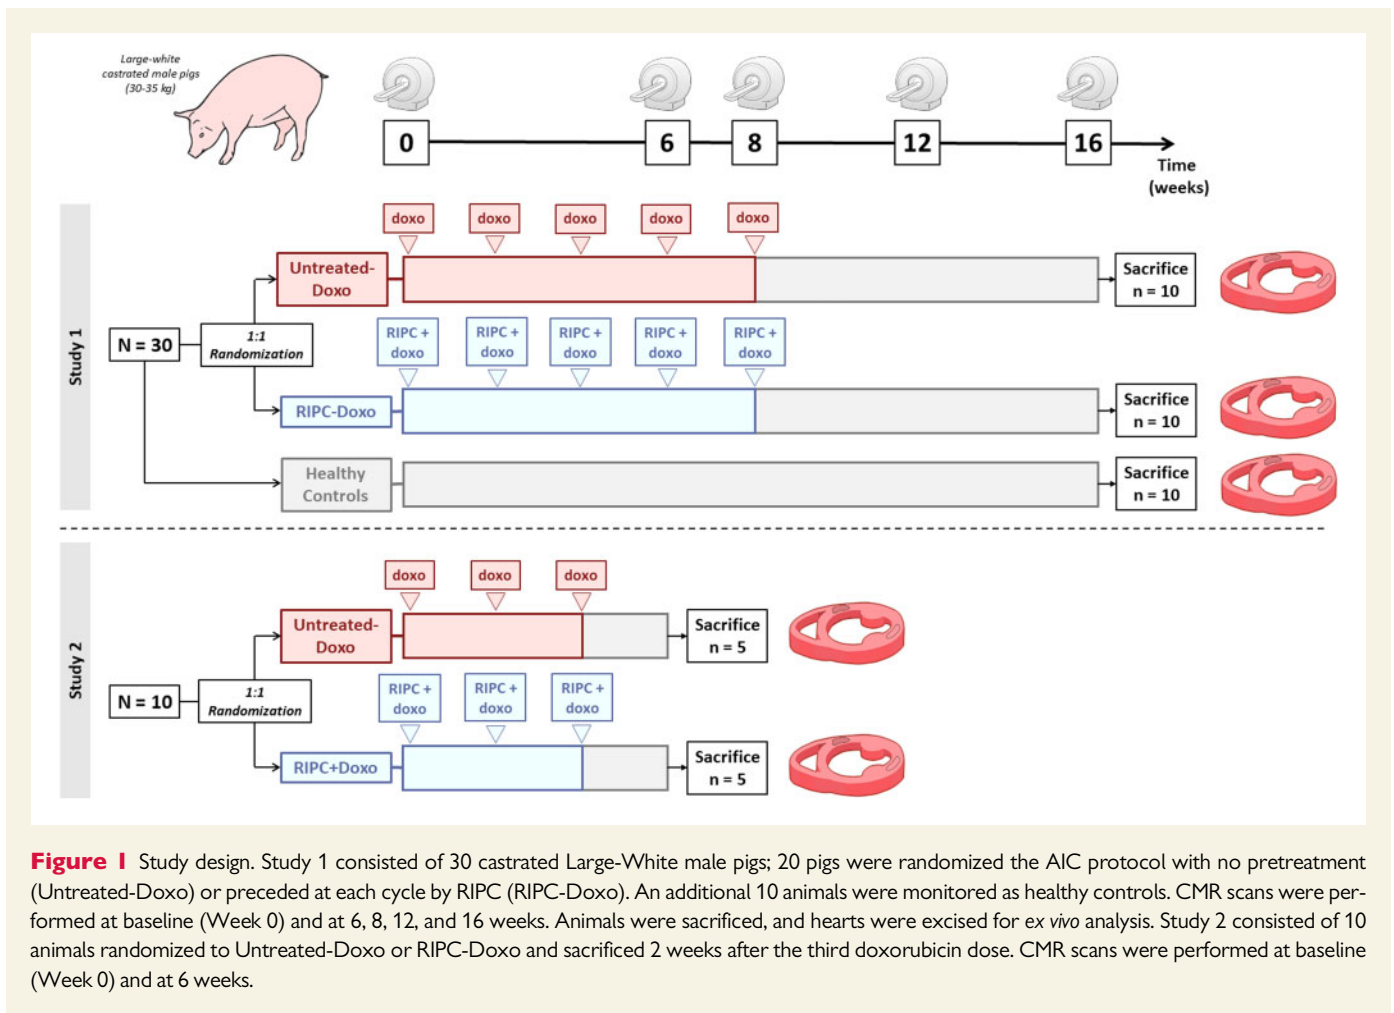 Large-white
castrated male pigs
(30-35 kg)
0
6
8
12
16
Time
(weeks)
Study 1
doxo
doxo
doxo
doxo
doxo
Untreated-
Doxo
Sacrifice
n = 10
N = 30
1:1
Randomization
RIPC +
doxo
RIPC +
doxo
RIPC +
doxo
RIPC +
doxo
RIPC +
doxo
RIPC-Doxo
Sacrifice
n = 10
Healthy
Controls
Sacrifice
n = 10
Study 2
doxo
doxo
doxo
Untreated-
Doxo
Sacrifice
n = 5
N = 10
1:1
Randomization
RIPC +
doxo
RIPC +
doxo
RIPC +
doxo
RIPC+Doxo
Sacrifice
n = 5
Figure 1 Study design. Study 1 consisted of 30 castrated Large-White male pigs; 20 pigs were randomized the AIC protocol with no pretreatment
(Untreated-Doxo) or preceded at each cycle by RIPC (RIPC-Doxo). An additional 10 animals were monitored as healthy controls. CMR scans were per-
formed at baseline (Week 0) and at 6, 8, 12, and 16 weeks. Animals were sacrificed, and hearts were excised for ex vivo analysis. Study 2 consisted of 10
animals randomized to Untreated-Doxo or RIPC-Doxo and sacrificed 2 weeks after the third doxorubicin dose. CMR scans were performed at baseline
(Week 0) and at 6 weeks.